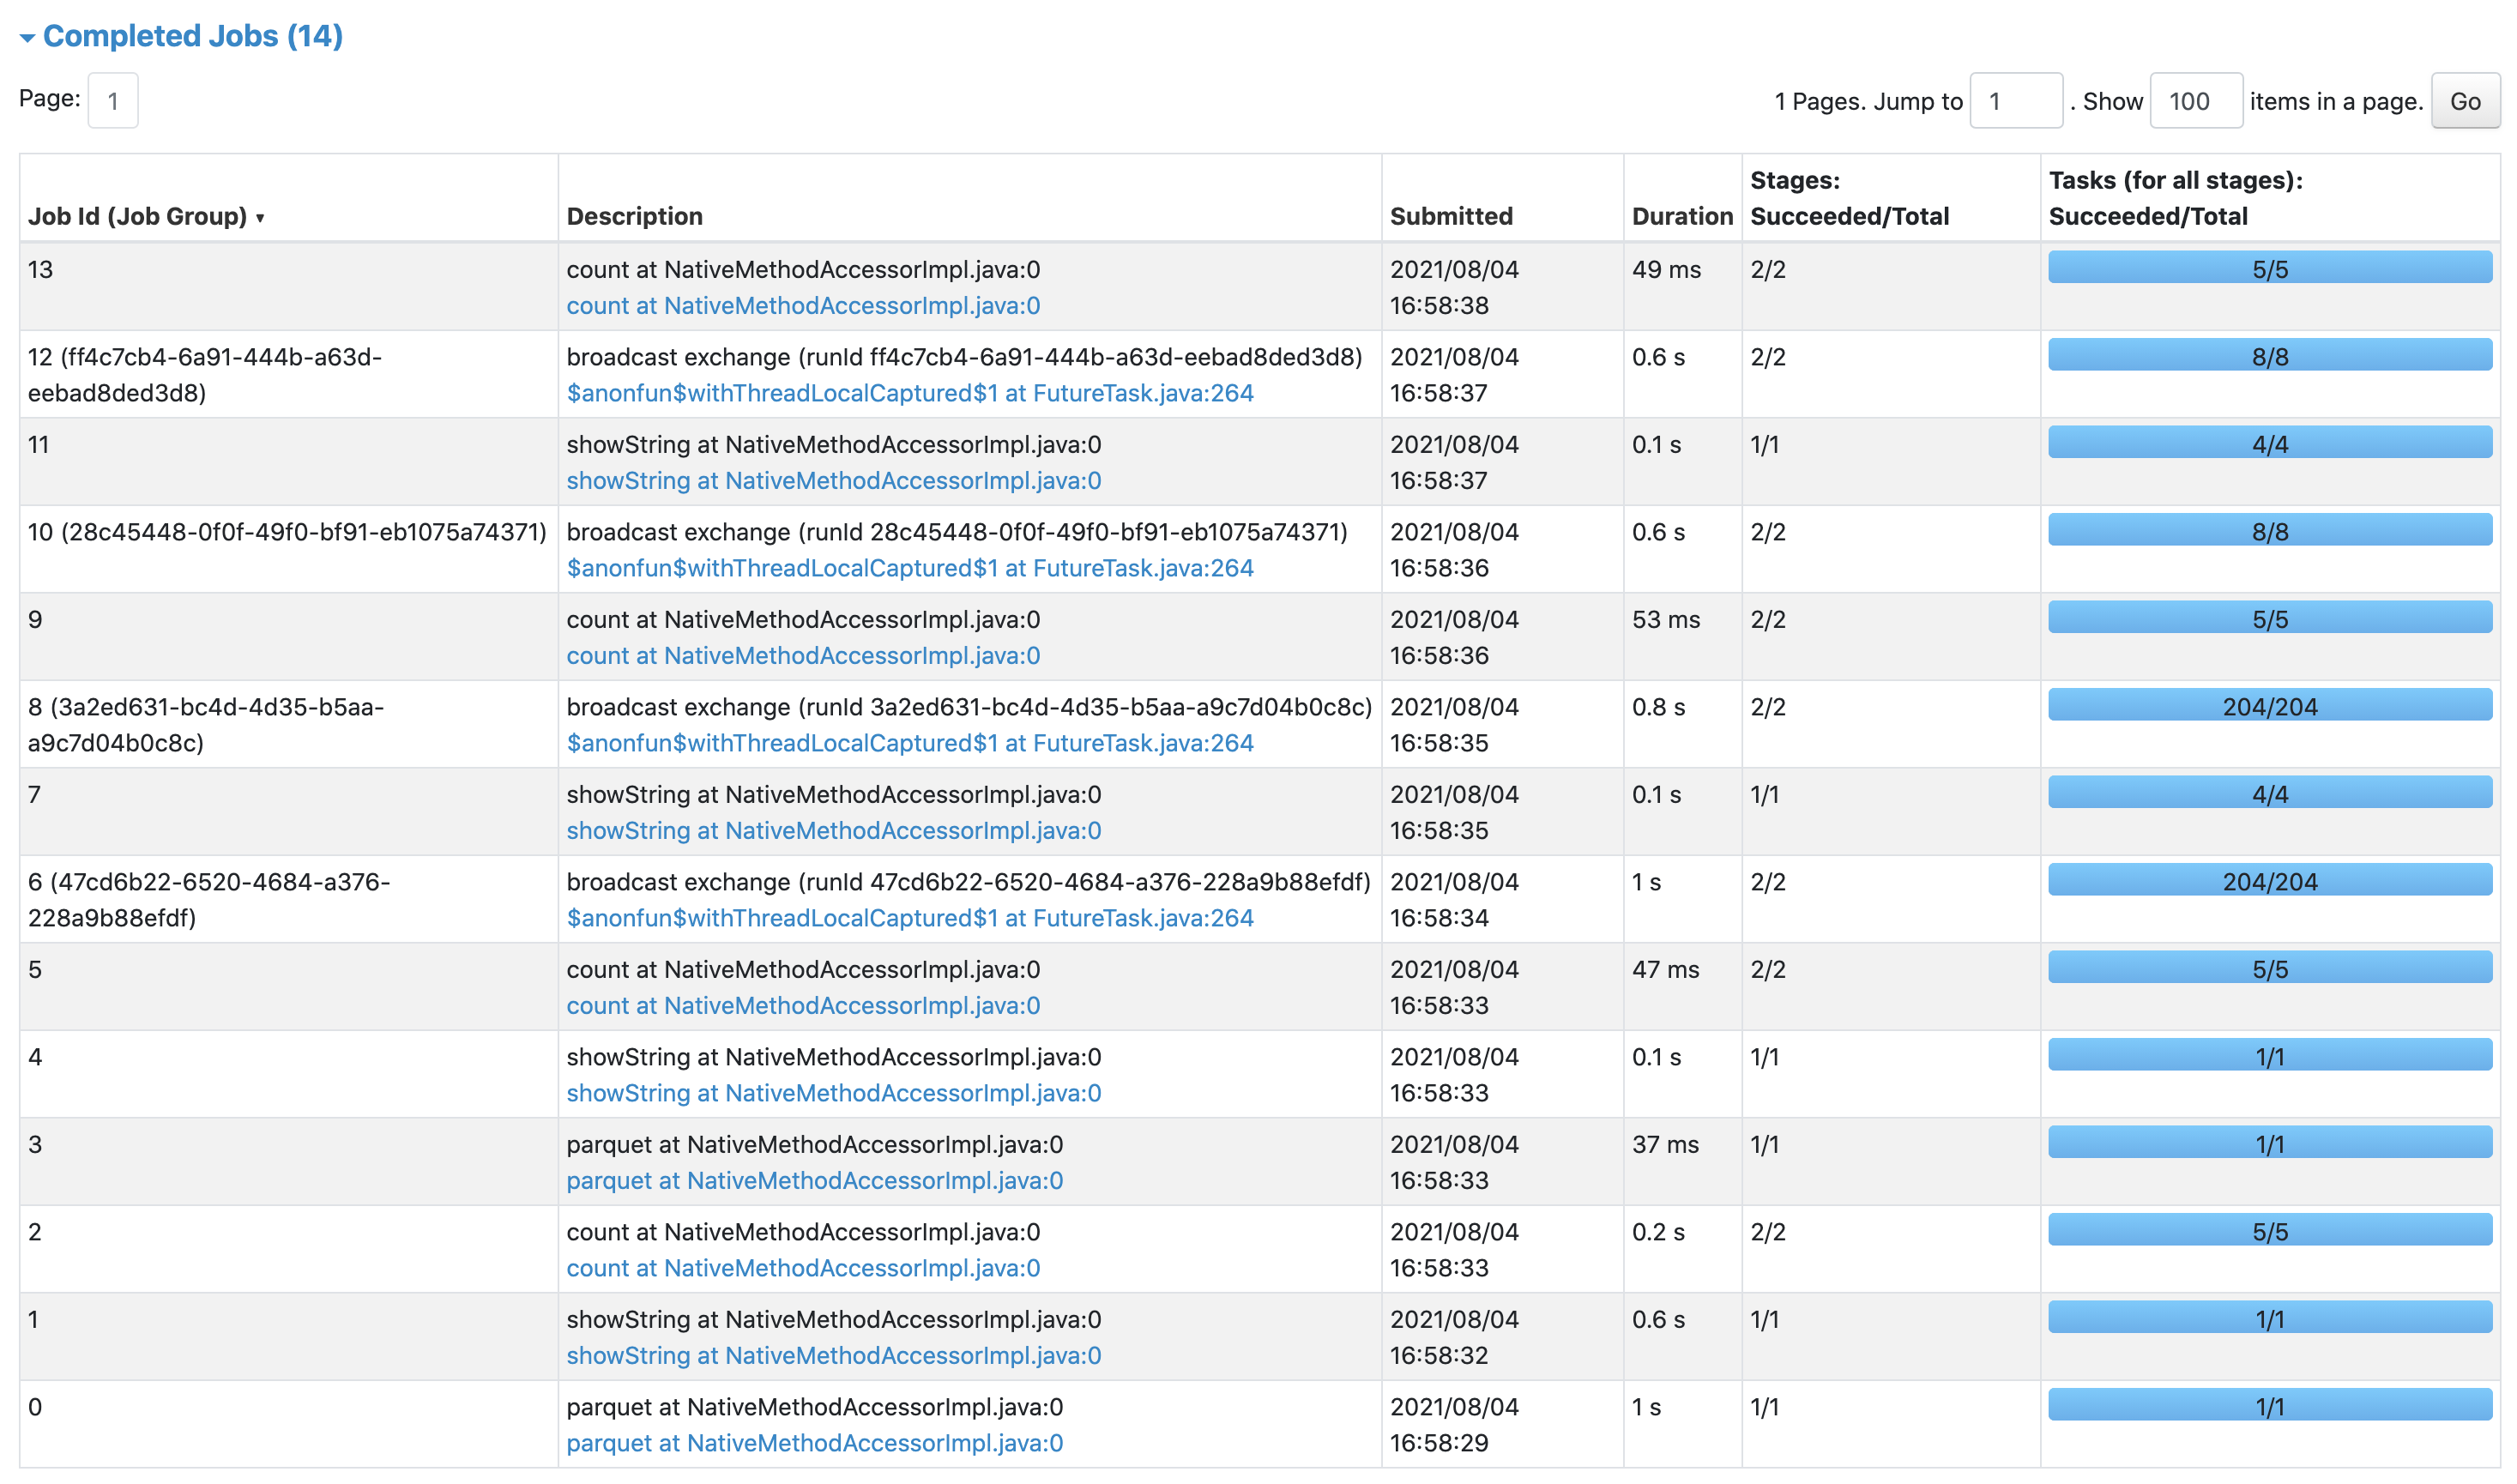 Completed Jobs (14)
Page: 1
1 Pages. Jump to 1 . Show 100 items in a page. Go
Job Id (Job Group) ▾ Description Submitted Duration Stages: Succeeded/Total Tasks (for all stages): Succeeded/Total
13
count at NativeMethodAccessorImpl.java:0
count at NativeMethodAccessorImpl.java:0
2021/08/04
16:58:38
49 ms
2/2
5/5
12 (ff4c7cb4-6a91-444b-a63d-
eebad8ded3d8)
broadcast exchange (runId ff4c7cb4-6a91-444b-a63d-eebad8ded3d8)
$anonfun$withThreadLocalCaptured$1 at FutureTask.java:264
2021/08/04
16:58:37
0.6 s
2/2
8/8
11
showString at NativeMethodAccessorImpl.java:0
showString at NativeMethodAccessorImpl.java:0
2021/08/04
16:58:37
0.1 s
1/1
4/4
10 (28c45448-0f0f-49f0-bf91-eb1075a74371)
broadcast exchange (runId 28c45448-0f0f-49f0-bf91-eb1075a74371)
$anonfun$withThreadLocalCaptured$1 at FutureTask.java:264
2021/08/04
16:58:36
0.6 s
2/2
8/8
9
count at NativeMethodAccessorImpl.java:0
count at NativeMethodAccessorImpl.java:0
2021/08/04
16:58:36
53 ms
2/2
5/5
8 (3a2ed631-bc4d-4d35-b5aa-
a9c7d04b0c8c)
broadcast exchange (runId 3a2ed631-bc4d-4d35-b5aa-a9c7d04b0c8c)
$anonfun$withThreadLocalCaptured$1 at FutureTask.java:264
2021/08/04
16:58:35
0.8 s
2/2
204/204
7
showString at NativeMethodAccessorImpl.java:0
showString at NativeMethodAccessorImpl.java:0
2021/08/04
16:58:35
0.1 s
1/1
4/4
6 (47cd6b22-6520-4684-a376-
228a9b88efdf)
broadcast exchange (runId 47cd6b22-6520-4684-a376-228a9b88efdf)
$anonfun$withThreadLocalCaptured$1 at FutureTask.java:264
2021/08/04
16:58:34
1 s
2/2
204/204
5
count at NativeMethodAccessorImpl.java:0
count at NativeMethodAccessorImpl.java:0
2021/08/04
16:58:33
47 ms
2/2
5/5
4
showString at NativeMethodAccessorImpl.java:0
showString at NativeMethodAccessorImpl.java:0
2021/08/04
16:58:33
0.1 s
1/1
1/1
3
parquet at NativeMethodAccessorImpl.java:0
parquet at NativeMethodAccessorImpl.java:0
2021/08/04
16:58:33
37 ms
1/1
1/1
2
count at NativeMethodAccessorImpl.java:0
count at NativeMethodAccessorImpl.java:0
2021/08/04
16:58:33
0.2 s
2/2
5/5
1
showString at NativeMethodAccessorImpl.java:0
showString at NativeMethodAccessorImpl.java:0
2021/08/04
16:58:32
0.6 s
1/1
1/1
0
parquet at NativeMethodAccessorImpl.java:0
parquet at NativeMethodAccessorImpl.java:0
2021/08/04
16:58:29
1 s
1/1
1/1